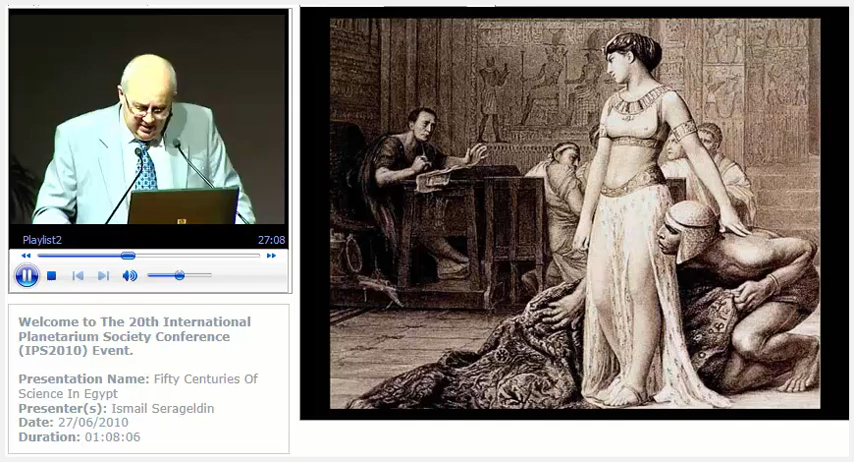 Playlist2 27:08
Welcome to The 20th International
Planetarium Society Conference
(IPS2010) Event.
Presentation Name: Fifty Centuries Of
Science In Egypt
Presenter(s): Ismail Serageldin
Date: 27/06/2010
Duration: 01:08:06